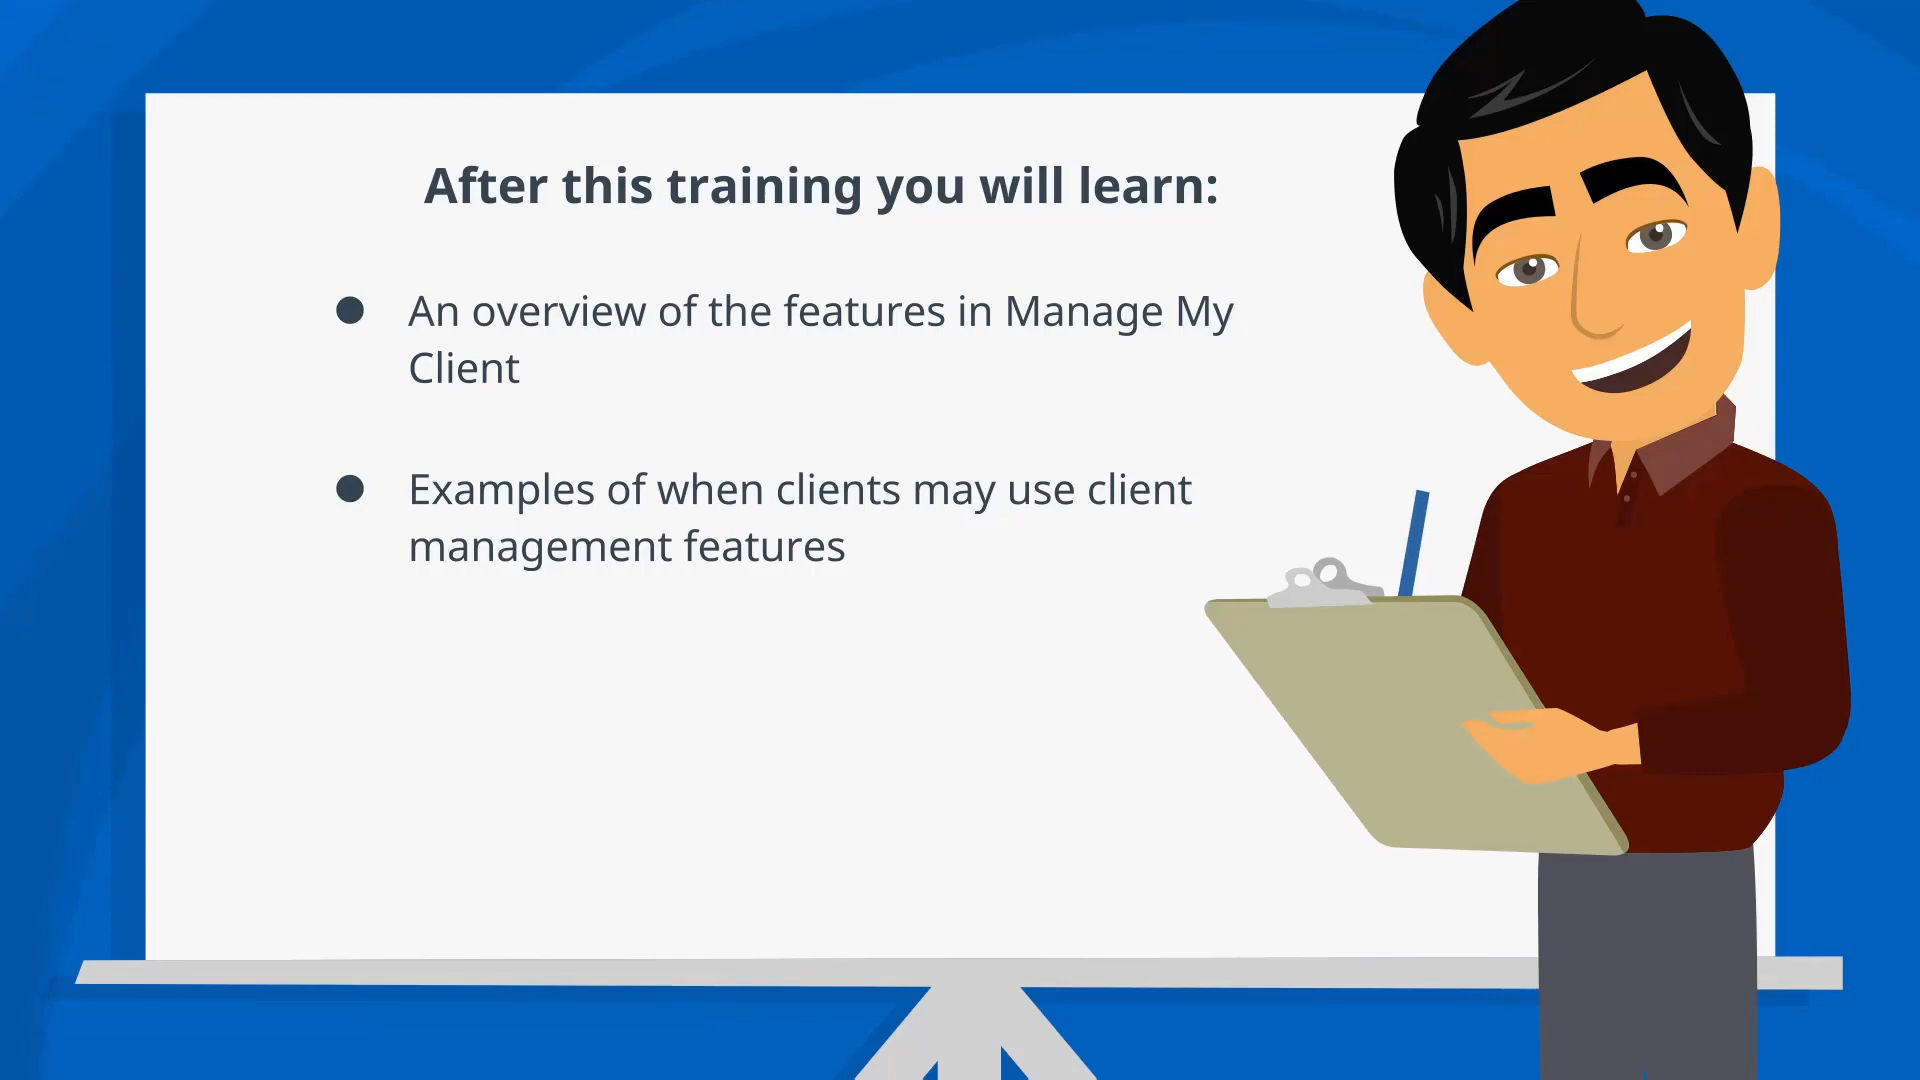 After this training you will learn:
● An overview of the features in Manage My
Client
● Examples of when clients may use client
management features